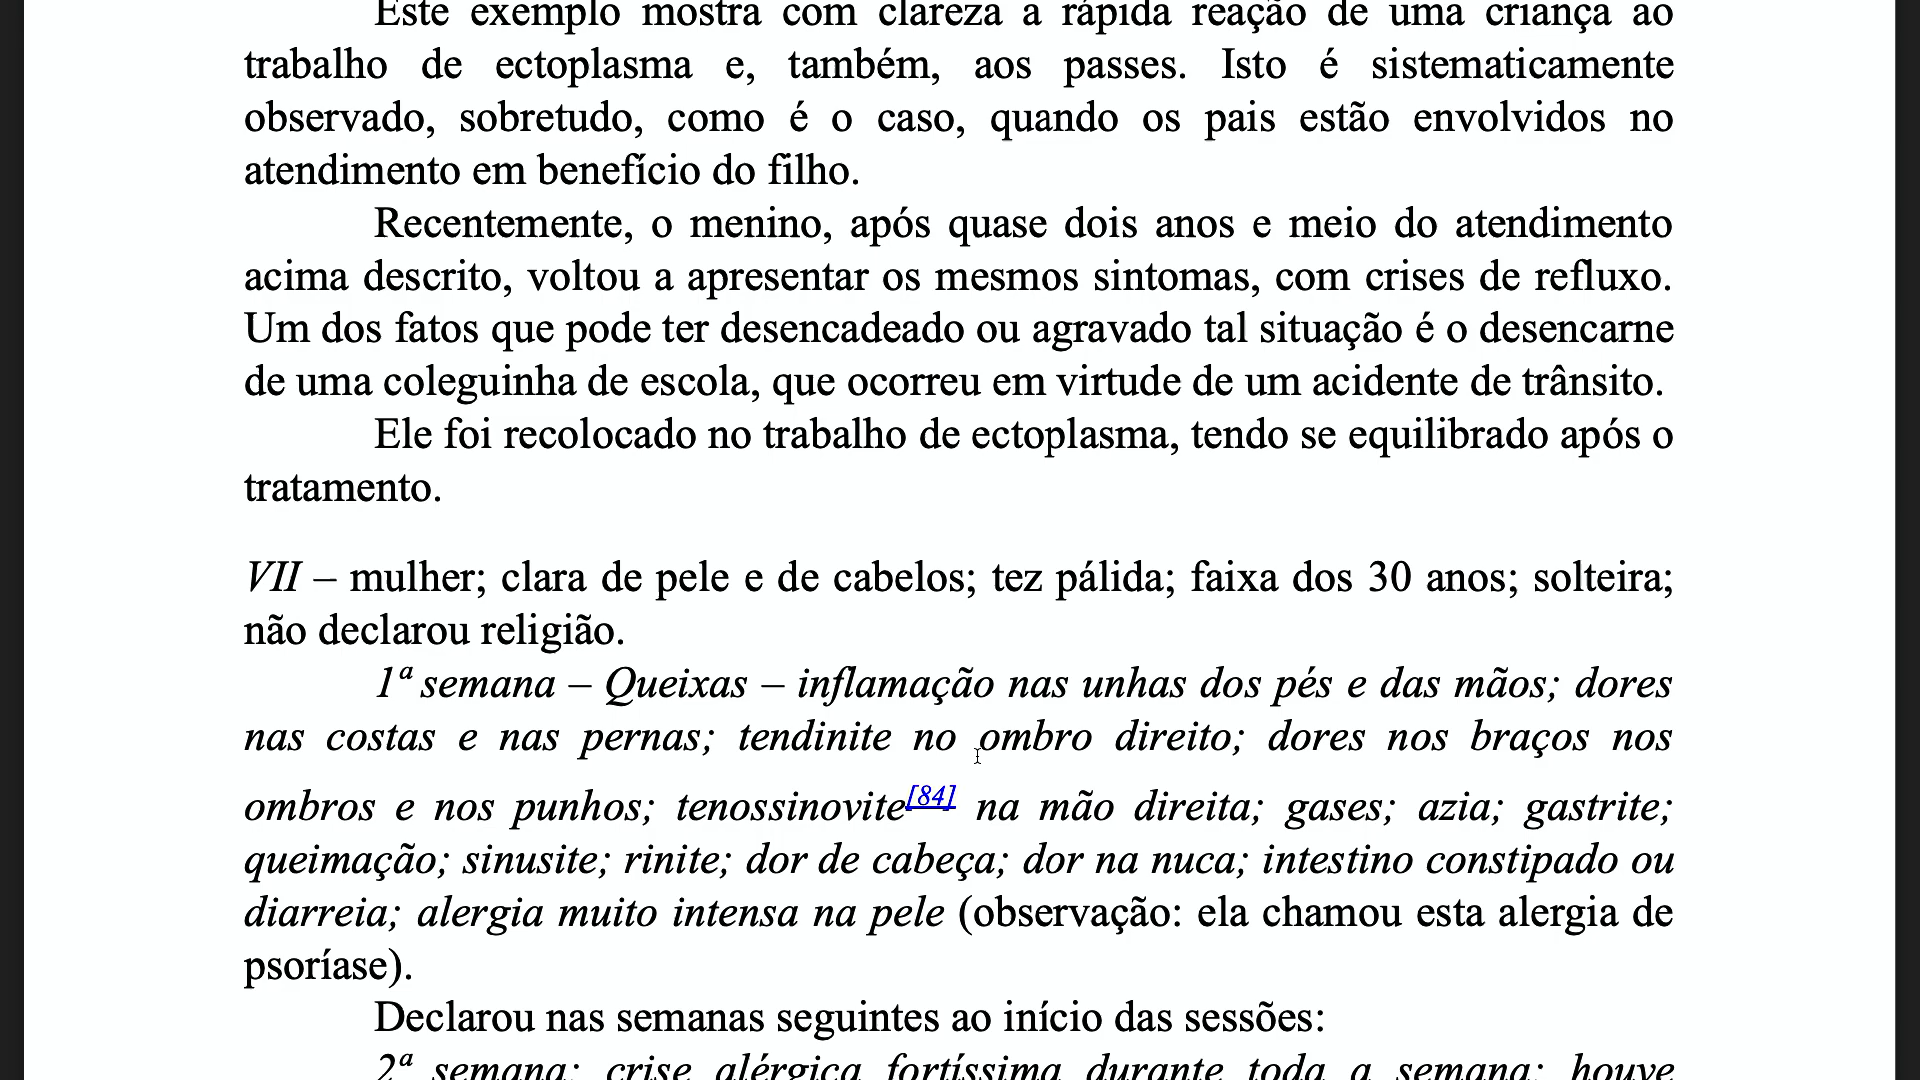 Este exemplo mostra com clareza a rápida reação de uma criança ao
trabalho de ectoplasma e, também, aos passes. Isto é sistematicamente
observado, sobretudo, como é o caso, quando os pais estão envolvidos no
atendimento em benefício do filho.
Recentemente, o menino, após quase dois anos e meio do atendimento
acima descrito, voltou a apresentar os mesmos sintomas, com crises de refluxo.
Um dos fatos que pode ter desencadeado ou agravado tal situação é o desencarne
de uma coleguinha de escola, que ocorreu em virtude de um acidente de trânsito.
Ele foi recolocado no trabalho de ectoplasma, tendo se equilibrado após o
tratamento.
VII – mulher; clara de pele e de cabelos; tez pálida; faixa dos 30 anos; solteira;
não declarou religião.
1ª semana – Queixas – inflamação nas unhas dos pés e das mãos; dores
nas costas e nas pernas; tendinite no ombro direito; dores nos braços nos
ombros e nos punhos; tenossinovite[84] na mão direita; gases; azia; gastrite;
queimação; sinusite; rinite; dor de cabeça; dor na nuca; intestino constipado ou
diarreia; alergia muito intensa na pele (observação: ela chamou esta alergia de
psoríase).
Declarou nas semanas seguintes ao início das sessões:
2ª semana: crise alérgica fortíssima durante toda a semana; houve